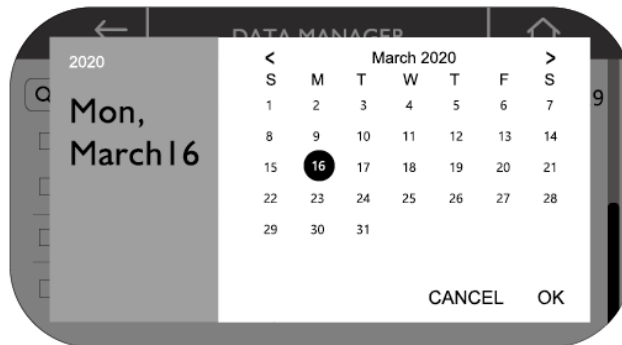 DATA MANAGER
2020
Mon,
March16
< March 2020 >
S M T W T F S
1 2 3 4 5 6 7
8 9 10 11 12 13 14
15 16 17 18 19 20 21
22 23 24 25 26 27 28
29 30 31
CANCEL OK
9